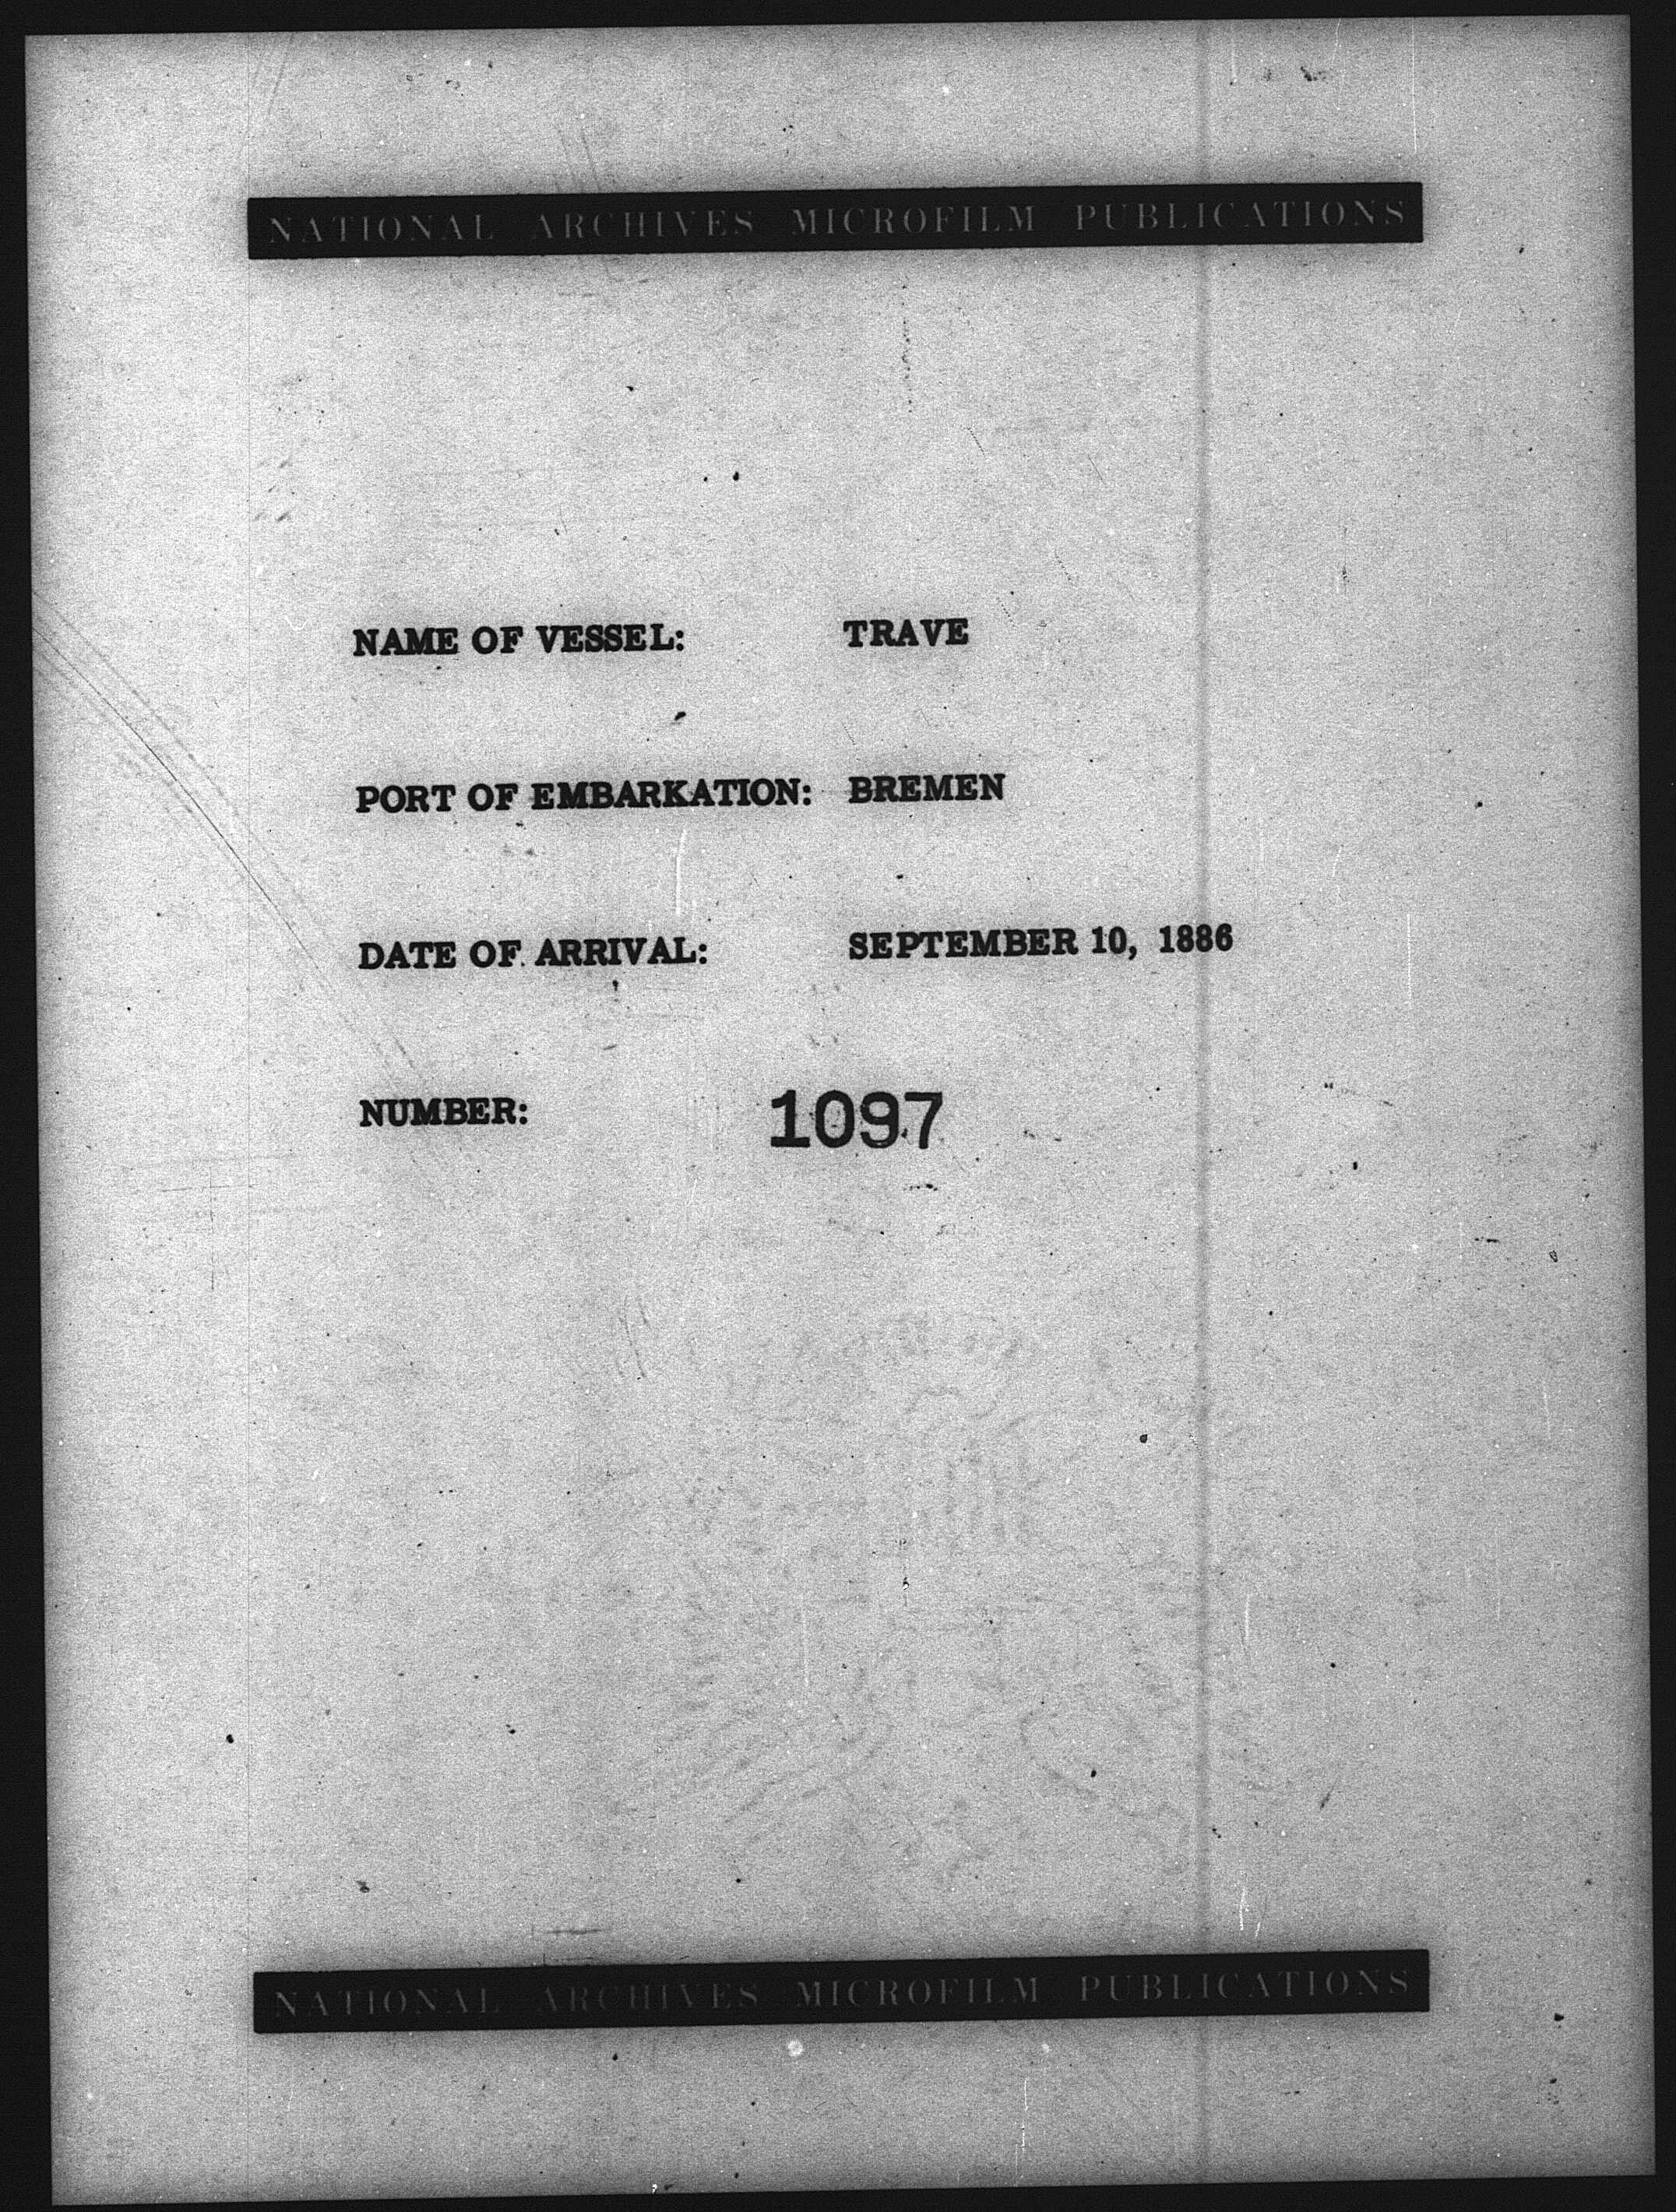 NATIONAL ARCHIVES MICROFILM PUBLICATIONS
NAME OF VESSEL: TRAVE
PORT OF EMBARKATION: BREMEN
DATE OF ARRIVAL: SEPTEMBER 10, 1886
NUMBER: 1097
NATIONAL ARCHIVES MICROFILM PUBLICATIONS